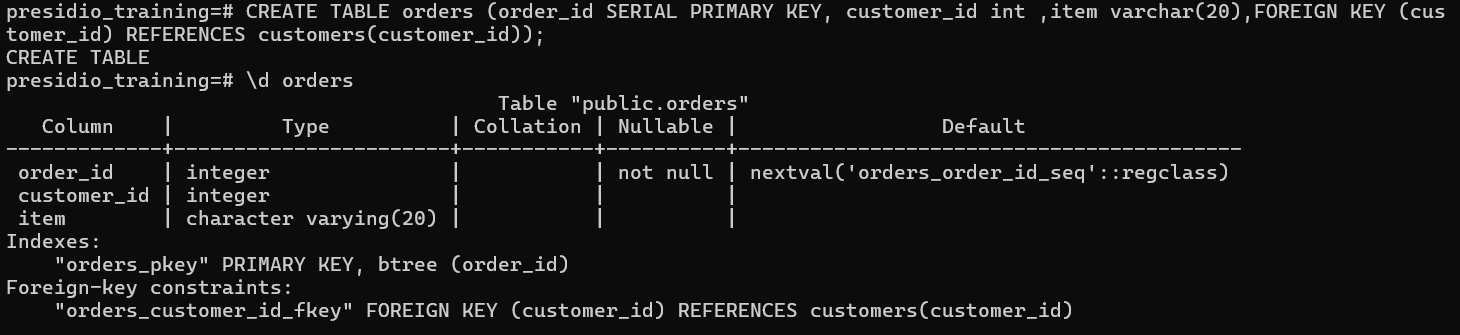 presidio_training=# CREATE TABLE orders (order_id SERIAL PRIMARY KEY, customer_id int ,item varchar(20),FOREIGN KEY (cus
tomer_id) REFERENCES customers(customer_id));
CREATE TABLE
presidio_training=# \d orders
                                         Table "public.orders"
   Column    |         Type          | Collation | Nullable |                 Default
-------------+-----------------------+-----------+----------+------------------------------------------
 order_id    | integer               |           | not null | nextval('orders_order_id_seq'::regclass)
 customer_id | integer               |           |          |
 item        | character varying(20) |           |          |
Indexes:
    "orders_pkey" PRIMARY KEY, btree (order_id)
Foreign-key constraints:
    "orders_customer_id_fkey" FOREIGN KEY (customer_id) REFERENCES customers(customer_id)